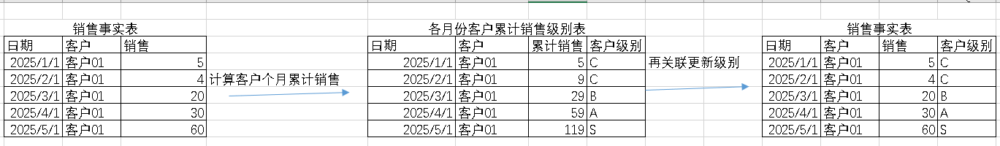 销售事实表 各月份客户累计销售级别表 销售事实表
日期 客户 销售 日期 客户 累计销售 客户级别 日期 客户 销售 客户级别
2025/1/1 客户01 5 2025/1/1 客户01 5 C 再关联更新级别 2025/1/1 客户01 5 C
2025/2/1 客户01 4 计算客户个月累计销售 2025/2/1 客户01 9 C 2025/2/1 客户01 4 C
2025/3/1 客户01 20 2025/3/1 客户01 29 B 2025/3/1 客户01 20 B
2025/4/1 客户01 30 2025/4/1 客户01 59 A 2025/4/1 客户01 30 A
2025/5/1 客户01 60 2025/5/1 客户01 119 S 2025/5/1 客户01 60 S